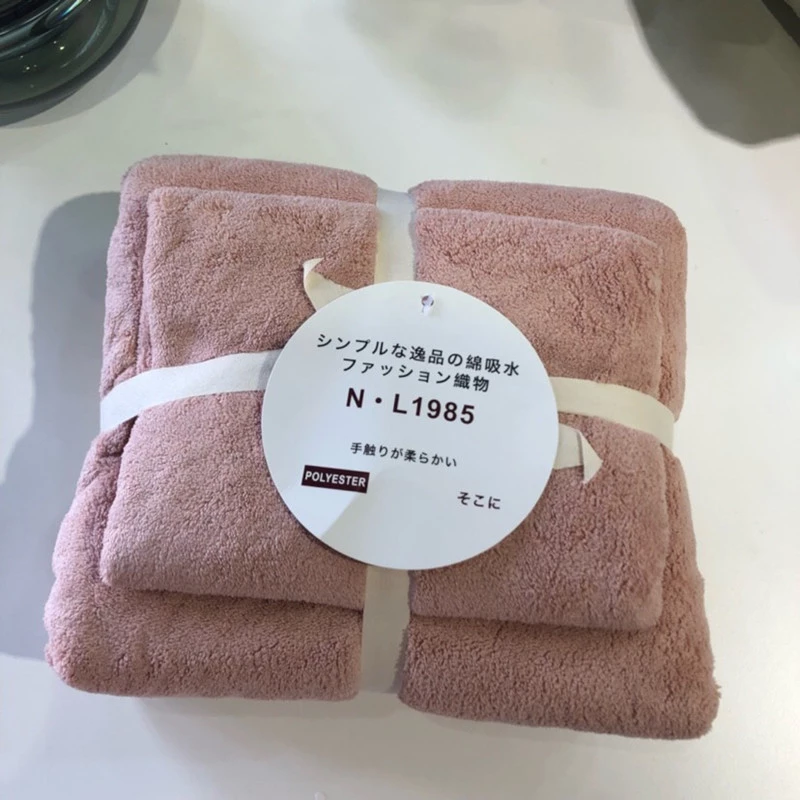 シンプルな逸品の綿吸水
ファッション織物
N・L1985
手触りが柔らかい
POLYESTER
そこに